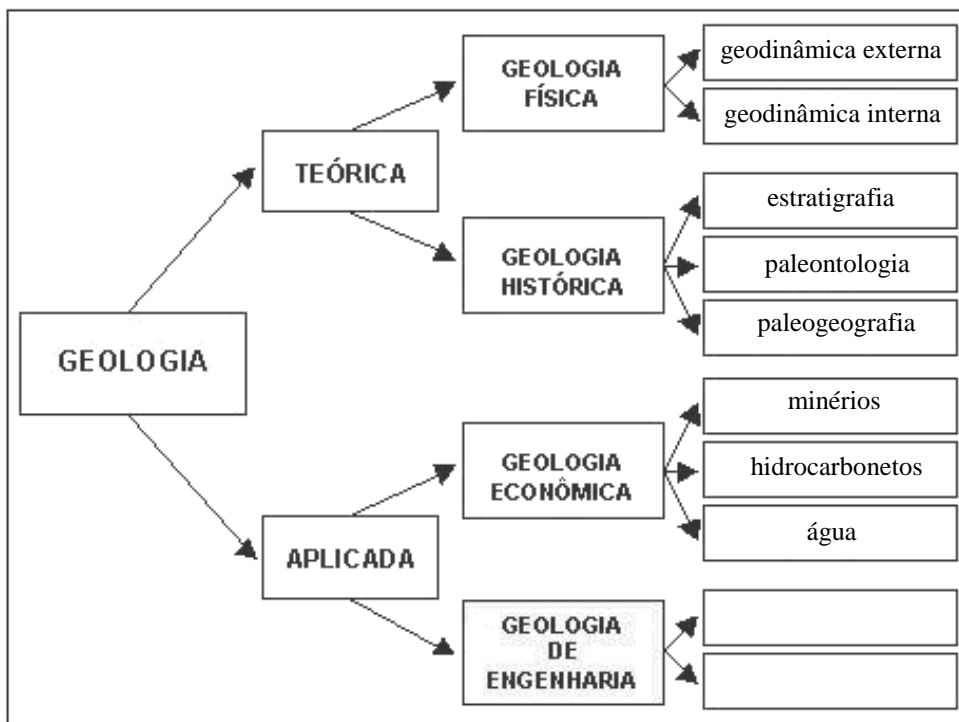 GEOLOGIA
TEÓRICA
GEOLOGIA
FÍSICA
geodinâmica externa
geodinâmica interna
GEOLOGIA
HISTÓRICA
estratigrafia
paleontologia
paleogeografia
APLICADA
GEOLOGIA
ECONÔMICA
minérios
hidrocarbonetos
água
GEOLOGIA
DE
ENGENHARIA